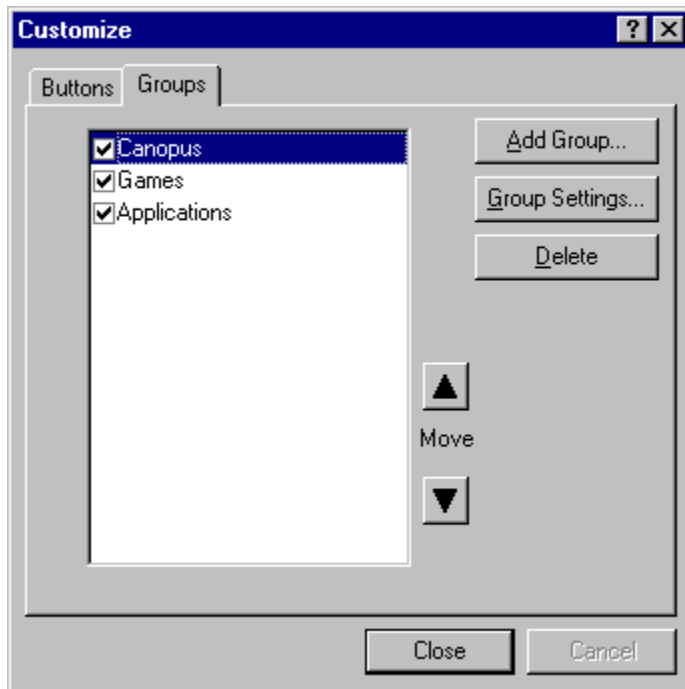 Customize
Buttons
Groups
Canopus
Games
Applications
Add Group...
Group Settings...
Delete
Move
Close
Cancel